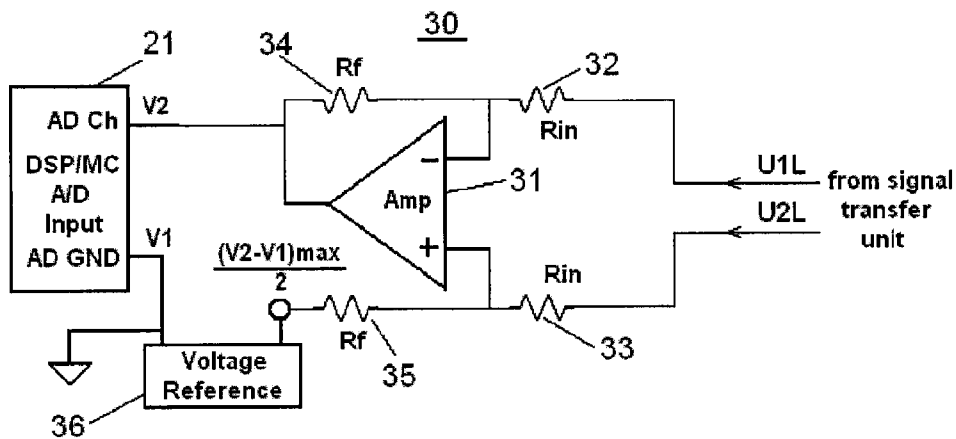 30
21
34
Rf
32
Rin
V2
AD Ch
DSP/MC
A/D
Input
AD GND
V1
−
Amp
+
31
U1L
U2L
from signal
transfer
unit
(V2-V1)max
2
Rf
35
Rin
33
Voltage
Reference
36